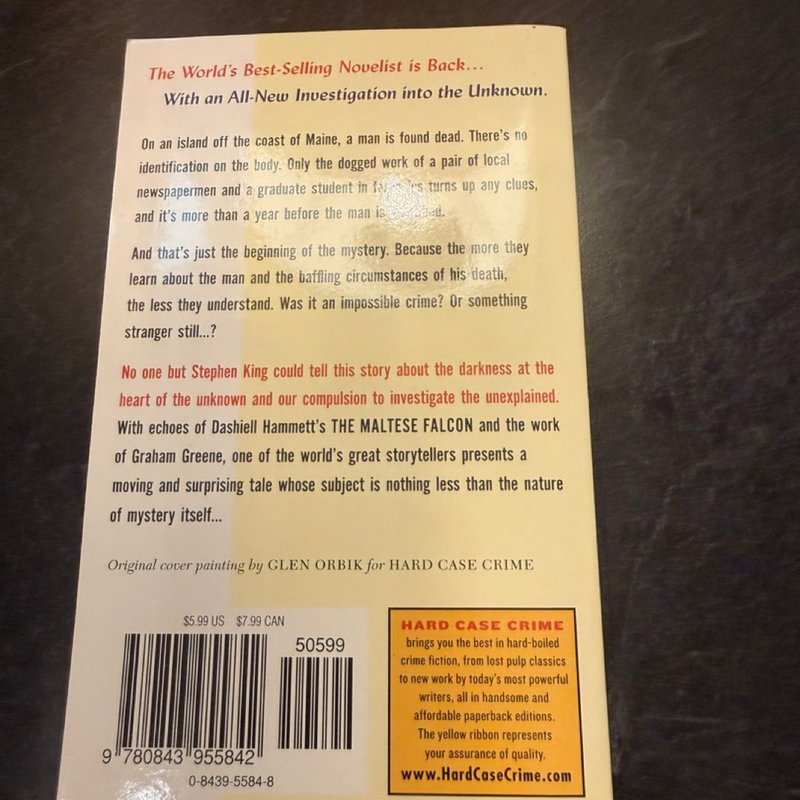 The World's Best-Selling Novelist is Back...
With an All-New Investigation into the Unknown.
On an island off the coast of Maine, a man is found dead. There's no
identification on the body. Only the dogged work of a pair of local
newspapermen and a graduate student in turns up any clues,
and it's more than a year before the man is
And that's just the beginning of the mystery. Because the more they
learn about the man and the baffling circumstances of his death,
the less they understand. Was it an impossible crime? Or something
stranger still...?
No one but Stephen King could tell this story about the darkness at the
heart of the unknown and our compulsion to investigate the unexplained.
With echoes of Dashiell Hammett's THE MALTESE FALCON and the work
of Graham Greene, one of the world's great storytellers presents a
moving and surprising tale whose subject is nothing less than the nature
of mystery itself...
Original cover painting by GLEN ORBIK for HARD CASE CRIME
$5.99 US $7.99 CAN
50599
9 780843 955842
0-8439-5584-8
HARD CASE CRIME
brings you the best in hard-boiled
crime fiction, from lost pulp classics
to new work by today's most powerful
writers, all in handsome and
affordable paperback editions.
The yellow ribbon represents
your assurance of quality.
www.HardCaseCrime.com